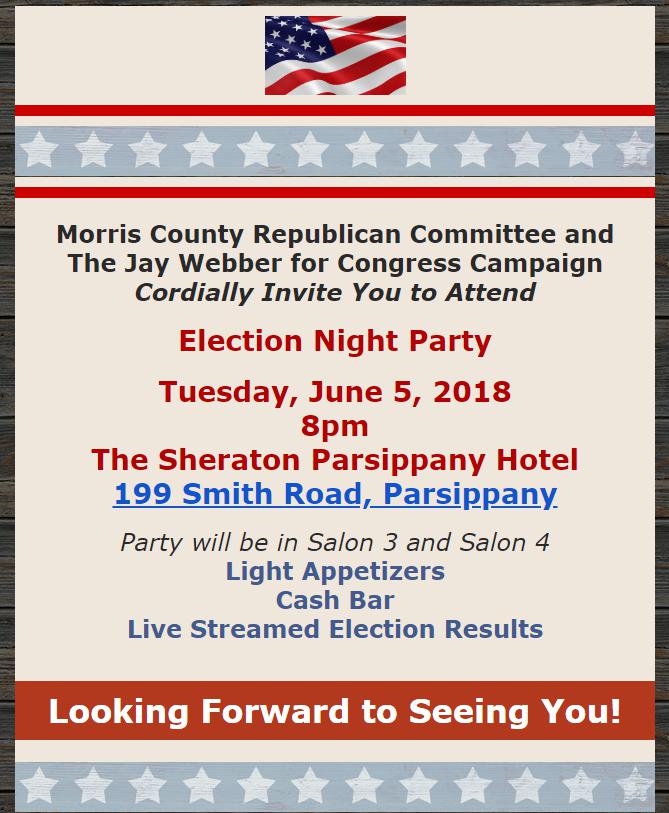 Morris County Republican Committee and
The Jay Webber for Congress Campaign
Cordially Invite You to Attend
Election Night Party
Tuesday, June 5, 2018
8pm
The Sheraton Parsippany Hotel
199 Smith Road, Parsippany
Party will be in Salon 3 and Salon 4
Light Appetizers
Cash Bar
Live Streamed Election Results
Looking Forward to Seeing You!